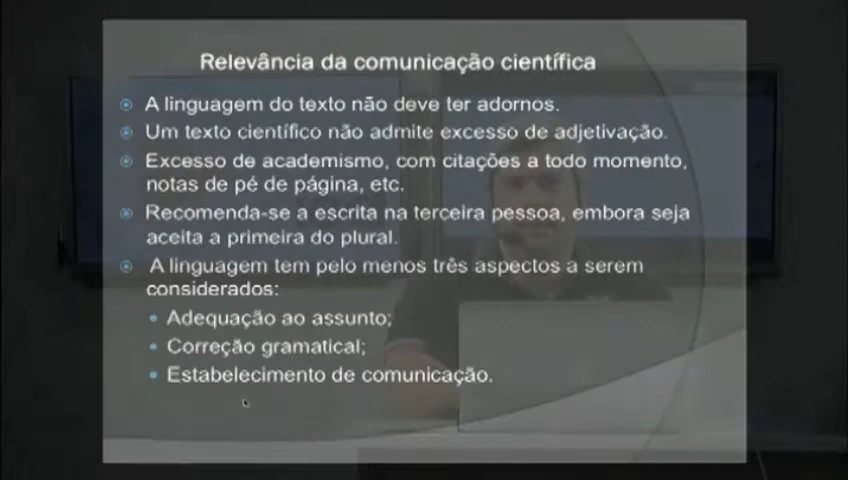 Relevância da comunicação científica
A linguagem do texto não deve ter adornos.
Um texto científico não admite excesso de adjetivação.
Excesso de academismo, com citações a todo momento,
notas de pé de página, etc.
Recomenda-se a escrita na terceira pessoa, embora seja
aceita a primeira do plural.
A linguagem tem pelo menos três aspectos a serem
considerados:
Adequação ao assunto;
Correção gramatical;
Estabelecimento de comunicação.